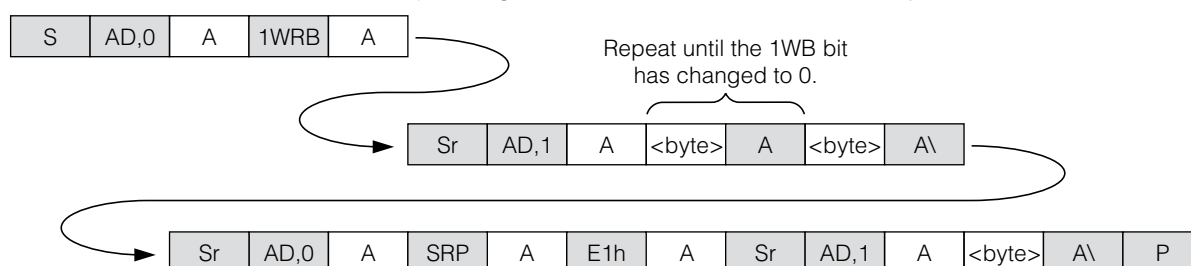 S AD,0 A 1WRB A
Repeat until the 1WB bit
has changed to 0.
Sr AD,1 A <byte> A <byte> A\
Sr AD,0 A SRP A E1h A Sr AD,1 A <byte> A\ P